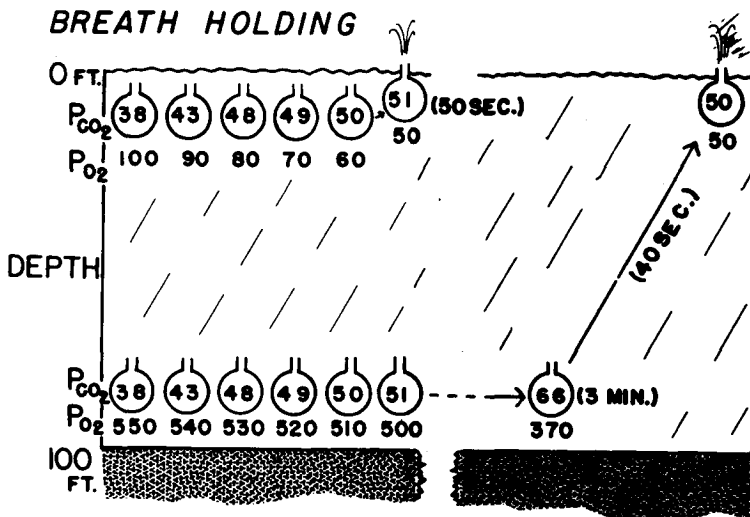 BREATH HOLDING
0 FT.
PCO2 38 43 48 49 50 51 (50 SEC.) 50
PO2 100 90 80 70 60 50 50
DEPTH
(40 SEC.)
PCO2 38 43 48 49 50 51 66 (3 MIN.)
PO2 550 540 530 520 510 500 370
100
FT.